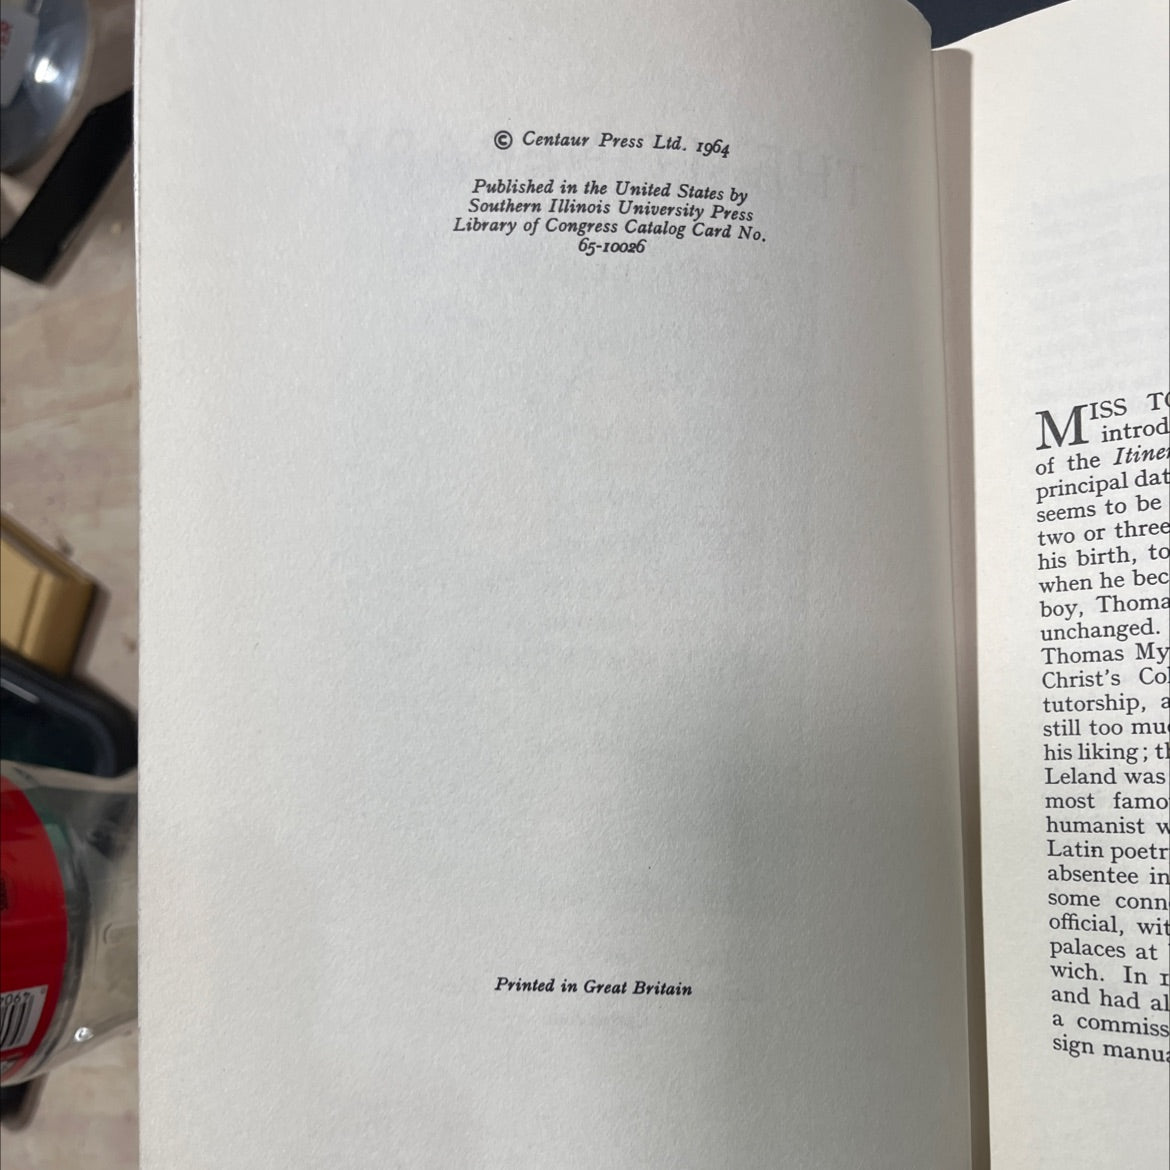 © Centaur Press Ltd. 1964
Published in the United States by
Southern Illinois University Press
Library of Congress Catalog Card No.
65-10026
Printed in Great Britain
MISS
introd
of the Itiner
principal dat
seems to be
two or three
his birth, to
when he bec
boy, Thoma
unchanged.
Thomas My
Christ's Col
tutorship, a
still too muc
his liking; th
Leland was
most famo
humanist w
Latin poetr
absentee in
some conn
official, wit
palaces at
wich. In 1
and had al
a commiss
sign manua